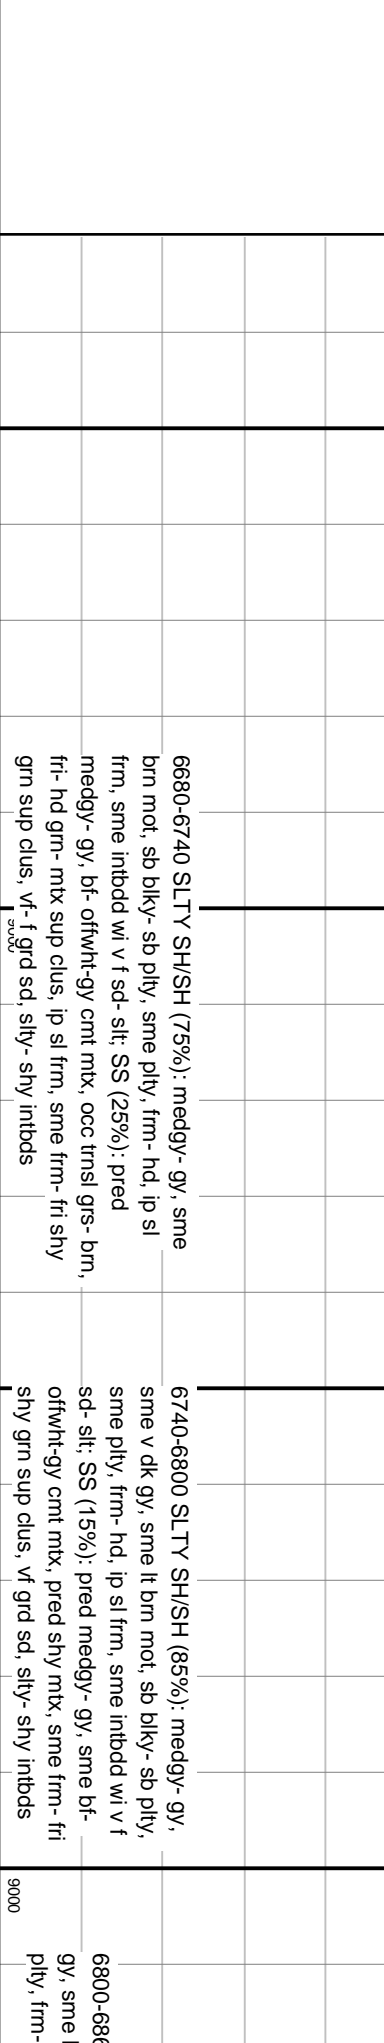 6680-6740 SLTY SH/SH (75%): medgy- gy, sme
brn mot, sb blky- sb plty, sme plty, frm- hd, ip sl
frm, sme intbdd wi v f sd- slt; SS (25%): pred
medgy- gy, bf- offwht-gy cmt mtx, occ trnsl grs- brn,
fri- hd grn- mtx sup clus, ip sl frm, sme frm- fri shy
grn sup clus, vf- f grd sd, slty- shy intbds
6740-6800 SLTY SH/SH (85%): medgy- gy,
sme v dk gy, sme lt brn mot, sb blky- sb plty,
sme plty, frm- hd, ip sl frm, sme intbdd wi v f
sd- slt; SS (15%): pred medgy- gy, sme bf-
offwht-gy cmt mtx, pred shy mtx, sme frm- fri
shy grn sup clus, vf grd sd, slty- shy intbds
9000
6800-686
gy, sme
plty, frm-